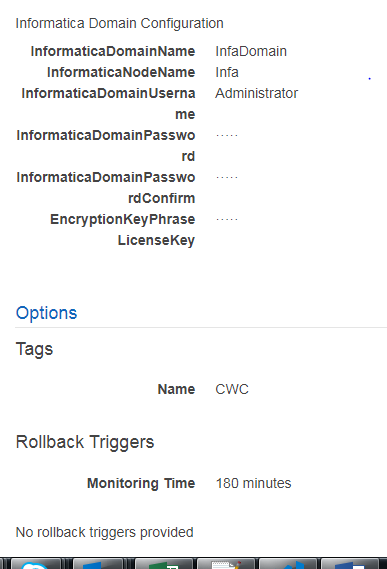 Informatica Domain Configuration
InformaticaDomainName InfaDomain
InformaticaNodeName Infa
InformaticaDomainUserna Administrator
me
InformaticaDomainPasswo .....
rd
InformaticaDomainPasswo .....
rdConfirm
EncryptionKeyPhrase .....
LicenseKey
Options
Tags
Name CWC
Rollback Triggers
Monitoring Time 180 minutes
No rollback triggers provided